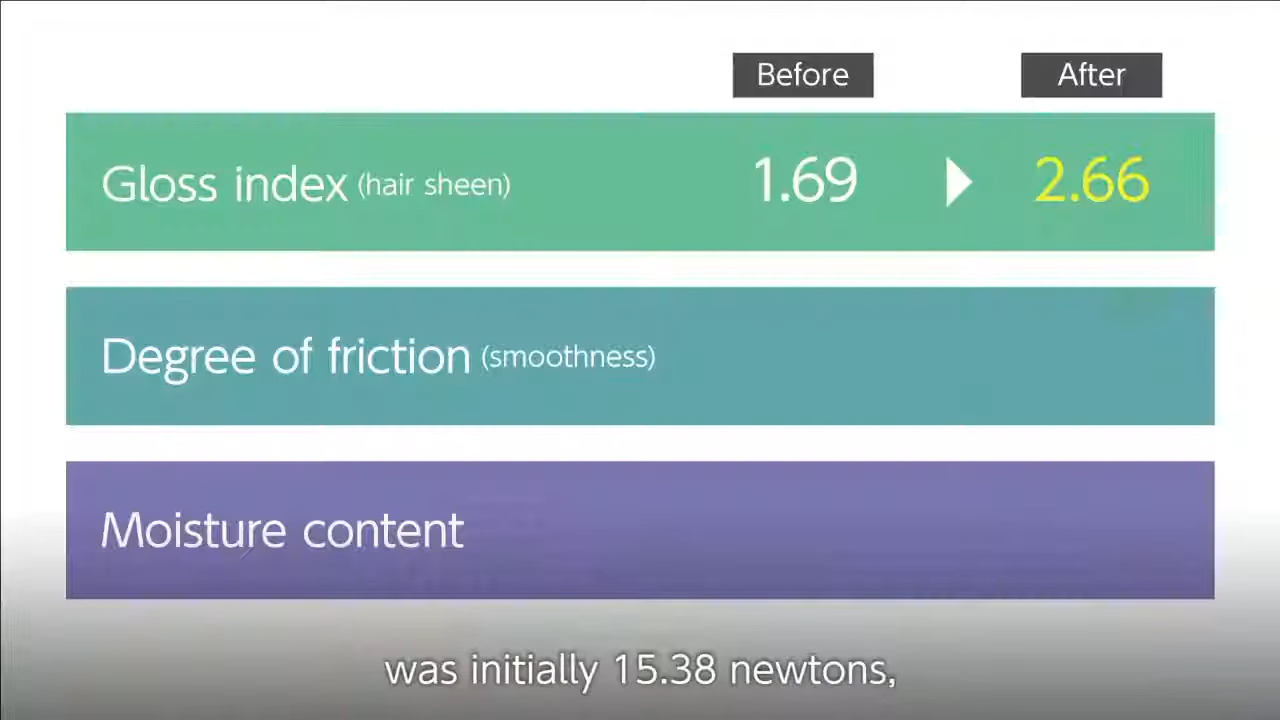 Before After
Gloss index (hair sheen) 1.69 2.66
Degree of friction (smoothness)
Moisture content
was initially 15.38 newtons,